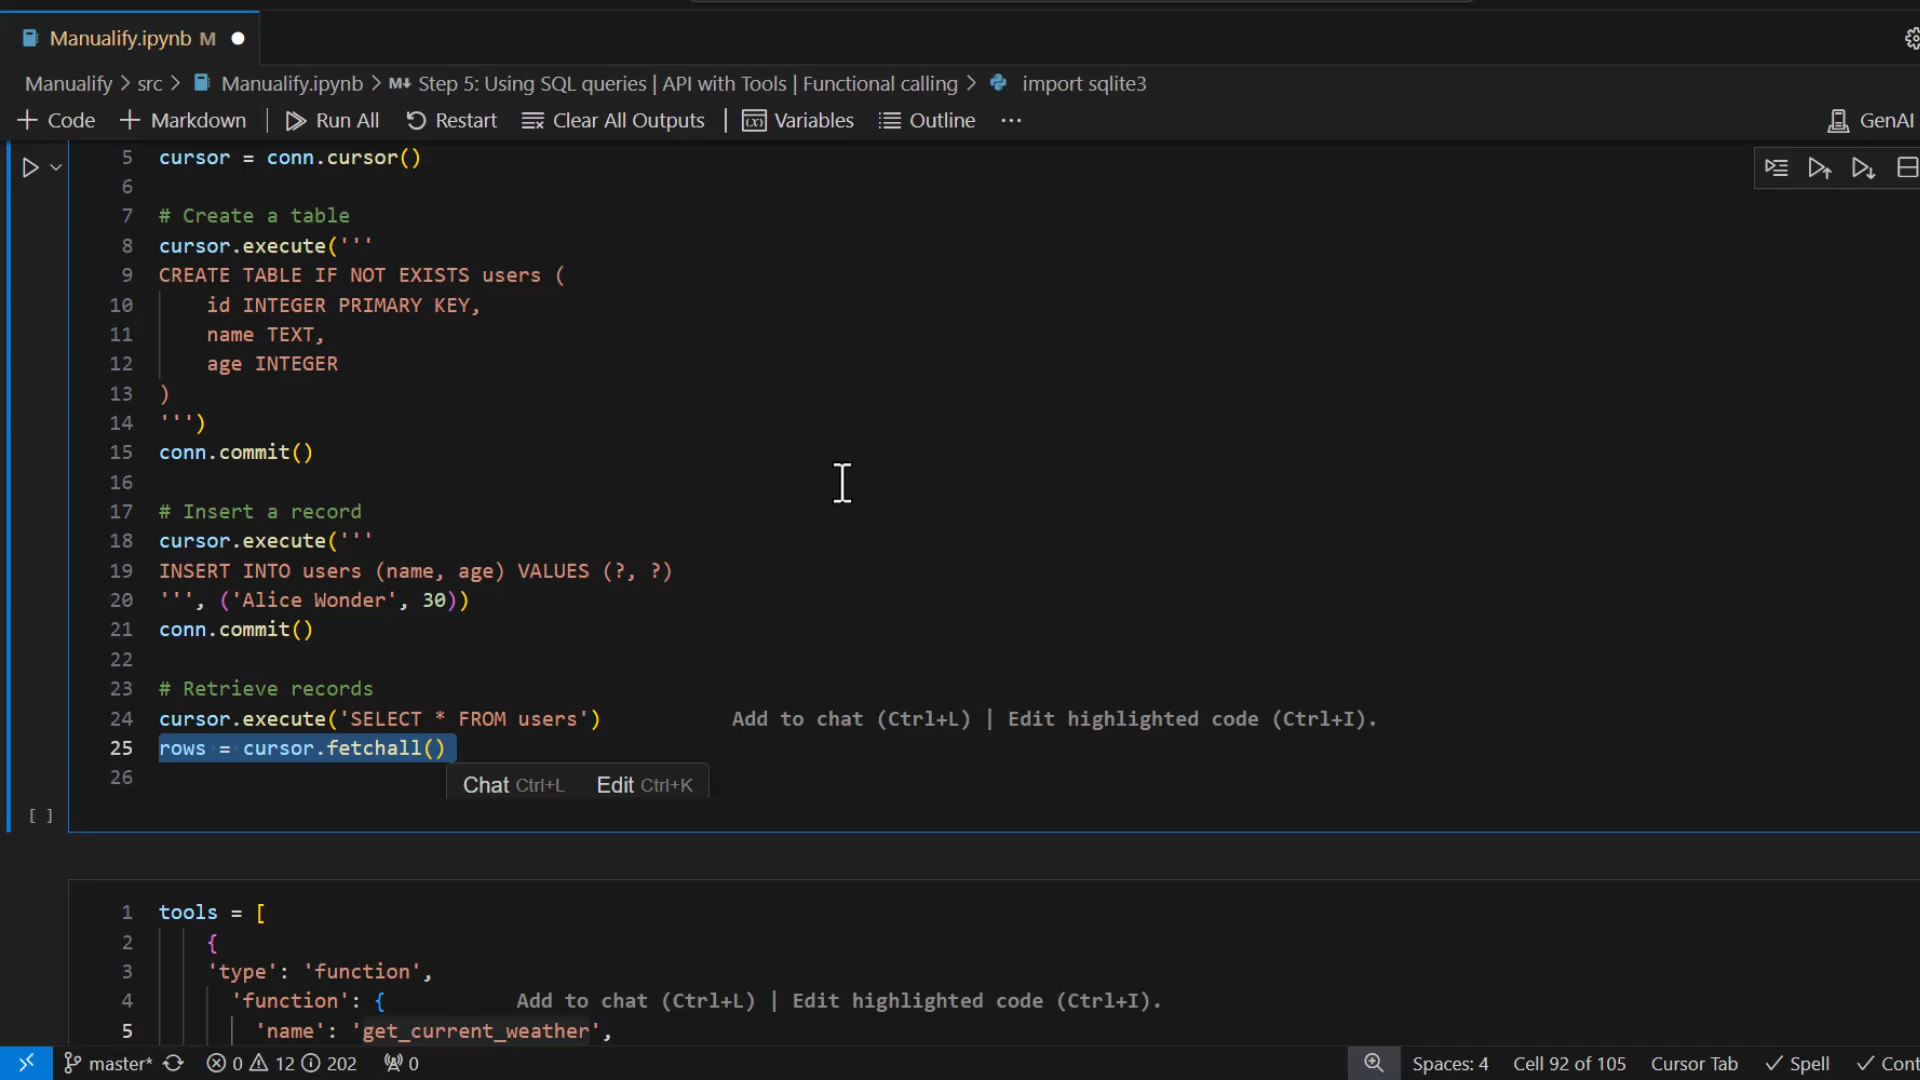 Manualify.ipynb M
Manualify > src > Manualify.ipynb > M↓ Step 5: Using SQL queries | API with Tools | Functional calling > import sqlite3
+ Code + Markdown | Run All Restart Clear All Outputs | Variables Outline ··· GenAI
5 cursor = conn.cursor()
6
7 # Create a table
8 cursor.execute('''
9 CREATE TABLE IF NOT EXISTS users (
10 id INTEGER PRIMARY KEY,
11 name TEXT,
12 age INTEGER
13 )
14 ''')
15 conn.commit()
16
17 # Insert a record
18 cursor.execute('''
19 INSERT INTO users (name, age) VALUES (?, ?)
20 ''', ('Alice Wonder', 30))
21 conn.commit()
22
23 # Retrieve records
24 cursor.execute('SELECT * FROM users') Add to chat (Ctrl+L) | Edit highlighted code (Ctrl+I).
25 rows = cursor.fetchall()
26
Chat Ctrl+L Edit Ctrl+K
[ ]
1 tools = [
2 {
3 'type': 'function',
4 'function': { Add to chat (Ctrl+L) | Edit highlighted code (Ctrl+I).
5 'name': 'get_current_weather',
master* 0 12 202 0 Spaces: 4 Cell 92 of 105 Cursor Tab Spell Cont